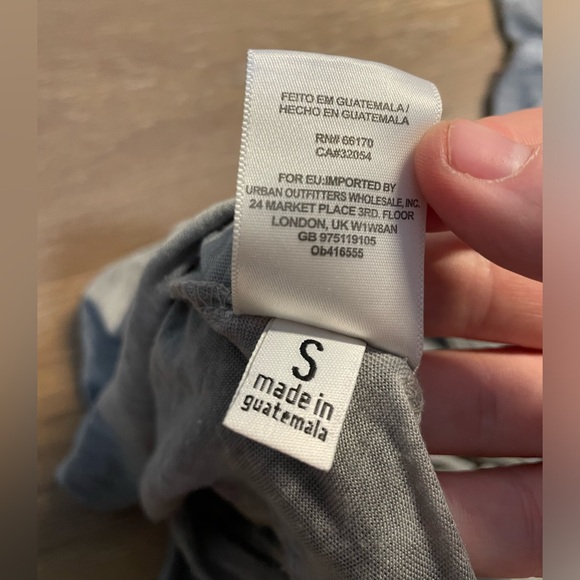 FEITO EM GUATEMALA /
HECHO EN GUATEMALA
RN# 66170
CA#32054
FOR EU:IMPORTED BY
URBAN OUTFITTERS WHOLESALE, INC.
24 MARKET PLACE 3RD. FLOOR
LONDON, UK W1W8AN
GB 975119105
Ob416555
S
made in
guatemala